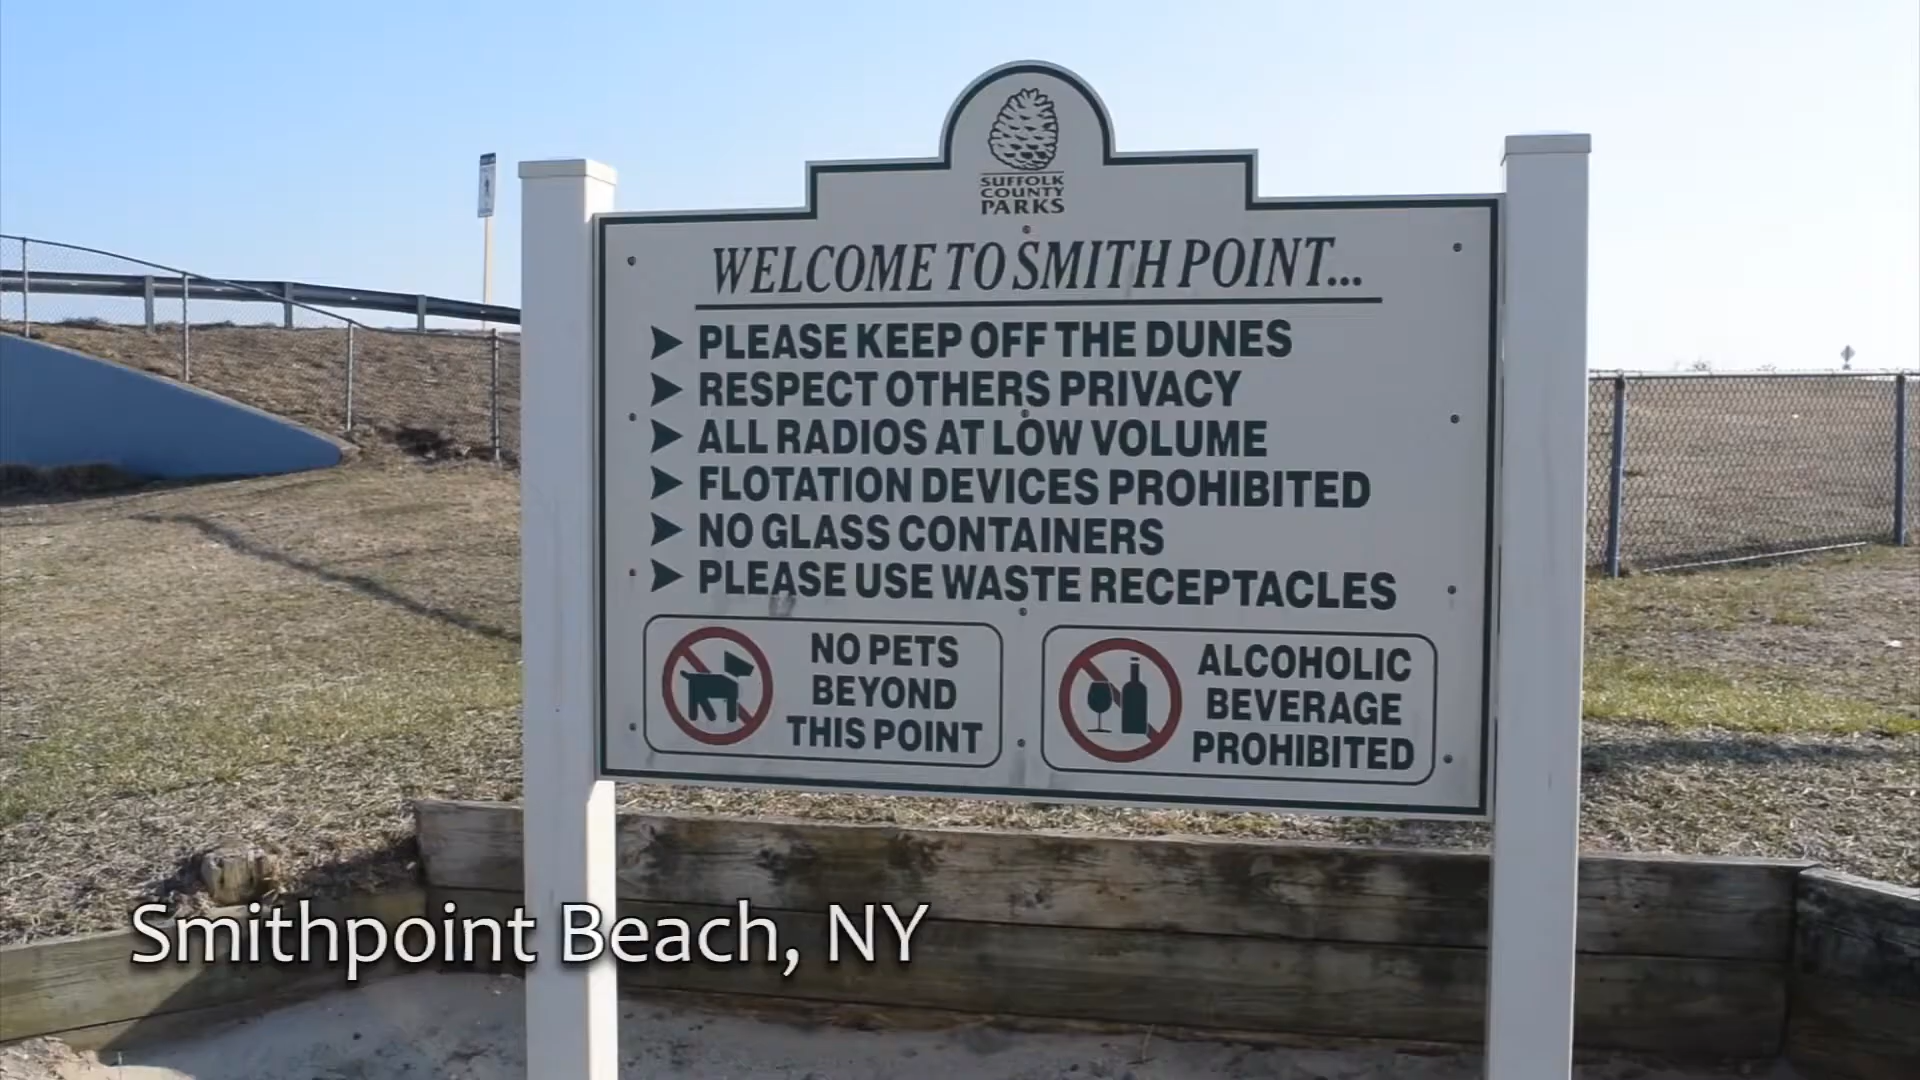 SUFFOLK
COUNTY
PARKS
WELCOME TO SMITH POINT...
PLEASE KEEP OFF THE DUNES
RESPECT OTHERS PRIVACY
ALL RADIOS AT LOW VOLUME
FLOTATION DEVICES PROHIBITED
NO GLASS CONTAINERS
PLEASE USE WASTE RECEPTACLES
NO PETS
BEYOND
THIS POINT
ALCOHOLIC
BEVERAGE
PROHIBITED
Smithpoint Beach, NY